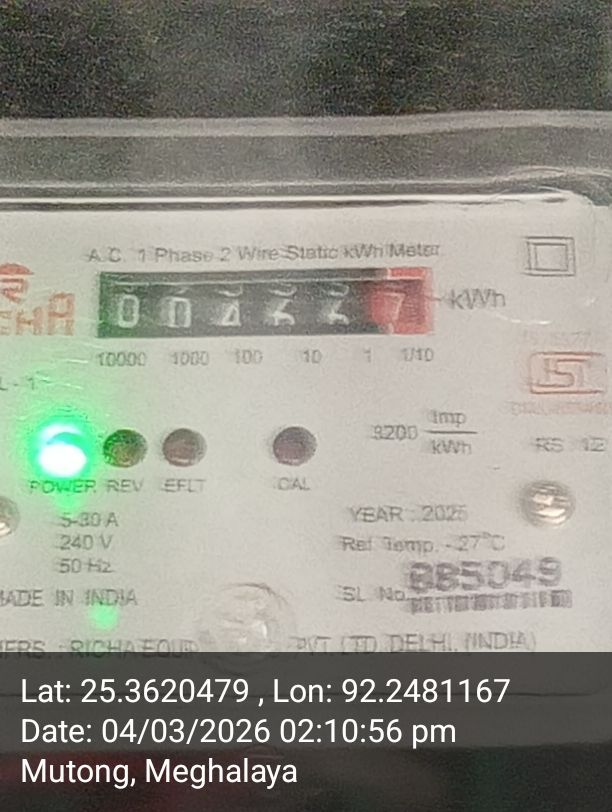 A.C. 1 Phase 2 Wire Static kWh Meter
kWh
10000 1000 100 10 1 1/10
3200 Imp
kWh
POWER REV. EFLT CAL
5-30 A
240 V
50 Hz
YEAR : 2025
Ref Temp. - 27°C
SL No. 885049
MADE IN INDIA
PVT. LTD. DELHI, (INDIA)
Lat: 25.3620479 , Lon: 92.2481167
Date: 04/03/2026 02:10:56 pm
Mutong, Meghalaya